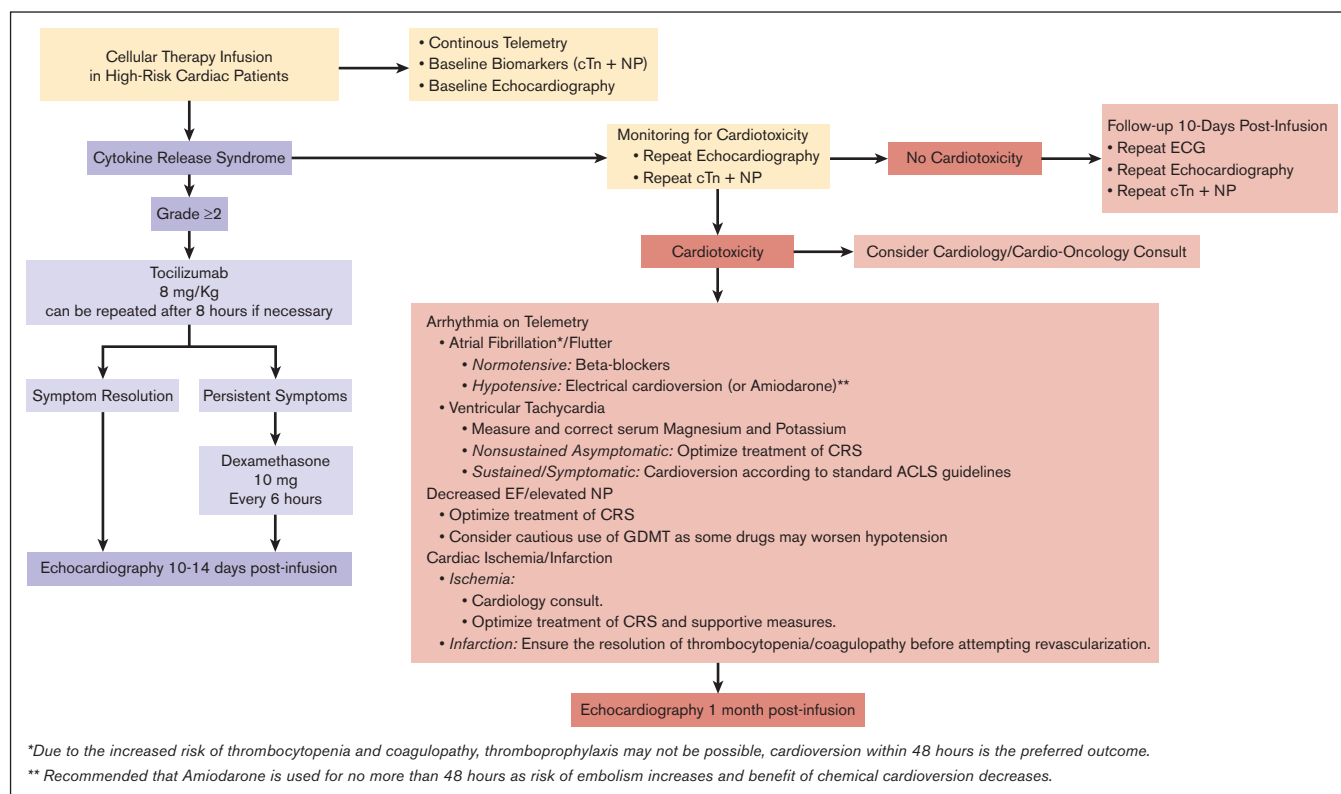 Cellular Therapy Infusion
in High-Risk Cardiac Patients
• Continous Telemetry
• Baseline Biomarkers (cTn + NP)
• Baseline Echocardiography
Cytokine Release Syndrome
Monitoring for Cardiotoxicity
• Repeat Echocardiography
• Repeat cTn + NP
No Cardiotoxicity
Follow-up 10-Days Post-Infusion
• Repeat ECG
• Repeat Echocardiography
• Repeat cTn + NP
Grade ≥2
Tocilizumab
8 mg/Kg
can be repeated after 8 hours if necessary
Symptom Resolution
Persistent Symptoms
Dexamethasone
10 mg
Every 6 hours
Echocardiography 10-14 days post-infusion
Cardiotoxicity
Consider Cardiology/Cardio-Oncology Consult
Arrhythmia on Telemetry
• Atrial Fibrillation*/Flutter
• Normotensive: Beta-blockers
• Hypotensive: Electrical cardioversion (or Amiodarone)**
• Ventricular Tachycardia
• Measure and correct serum Magnesium and Potassium
• Nonsustained Asymptomatic: Optimize treatment of CRS
• Sustained/Symptomatic: Cardioversion according to standard ACLS guidelines
Decreased EF/elevated NP
• Optimize treatment of CRS
• Consider cautious use of GDMT as some drugs may worsen hypotension
Cardiac Ischemia/Infarction
• Ischemia:
• Cardiology consult.
• Optimize treatment of CRS and supportive measures.
• Infarction: Ensure the resolution of thrombocytopenia/coagulopathy before attempting revascularization.
Echocardiography 1 month post-infusion
*Due to the increased risk of thrombocytopenia and coagulopathy, thromboprophylaxis may not be possible, cardioversion within 48 hours is the preferred outcome.
** Recommended that Amiodarone is used for no more than 48 hours as risk of embolism increases and benefit of chemical cardioversion decreases.